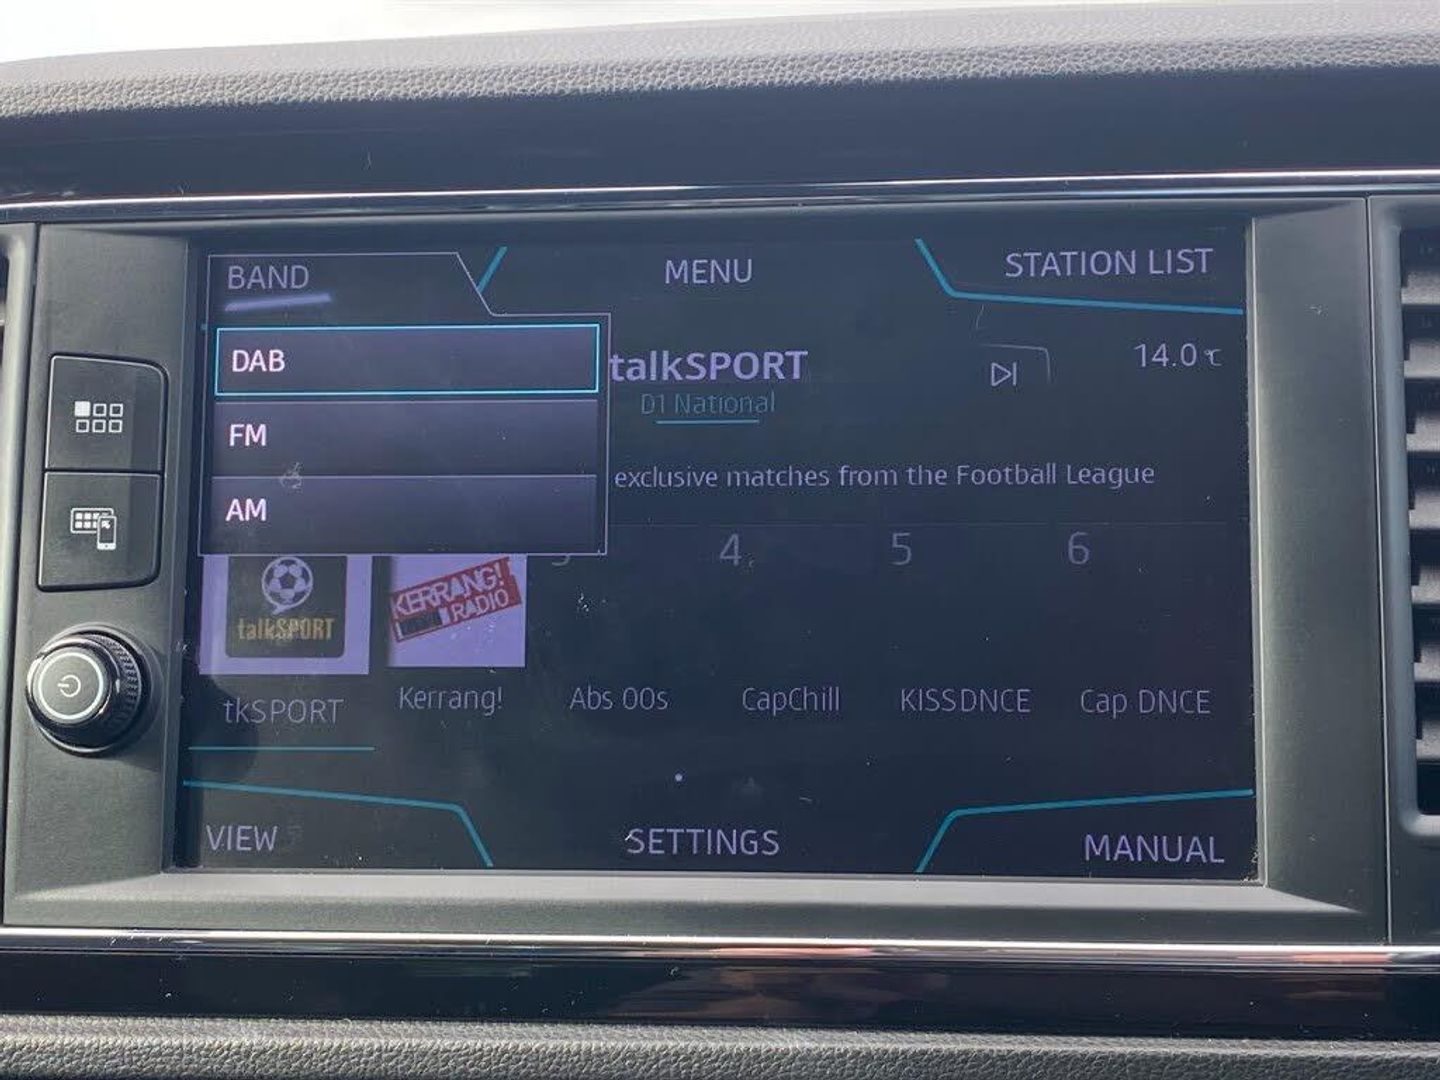 BAND
MENU
STATION LIST
DAB
FM
AM
talkSPORT
D1 National
14.0 ℃
exclusive matches from the Football League
4
5
6
talkSPORT
KERRANG!
RADIO
tkSPORT
Kerrang!
Abs 00s
CapChill
KISSDNCE
Cap DNCE
VIEW
SETTINGS
MANUAL